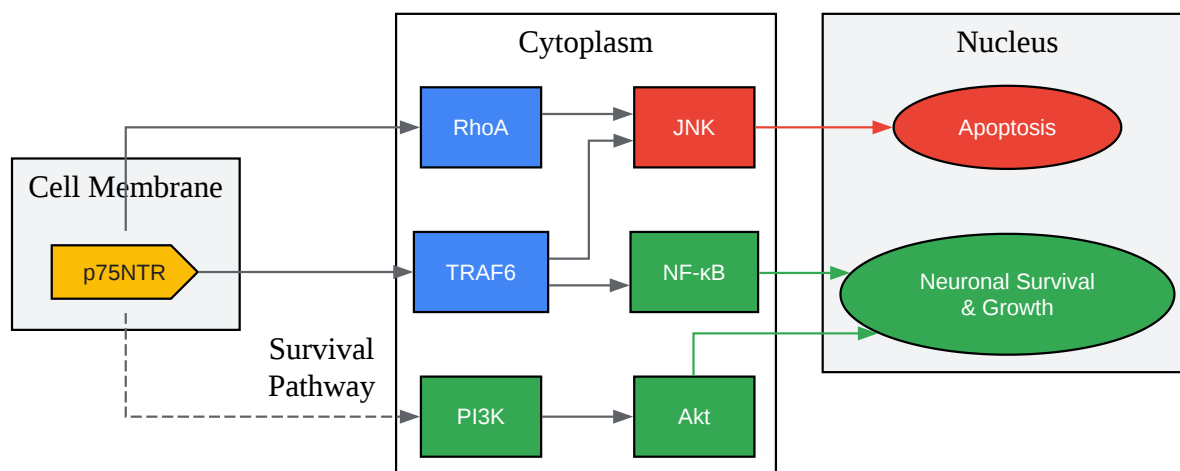 Cytoplasm
Nucleus
RhoA
JNK
Apoptosis
Cell Membrane
p75NTR
TRAF6
NF-κB
Neuronal Survival
& Growth
Survival
Pathway
PI3K
Akt